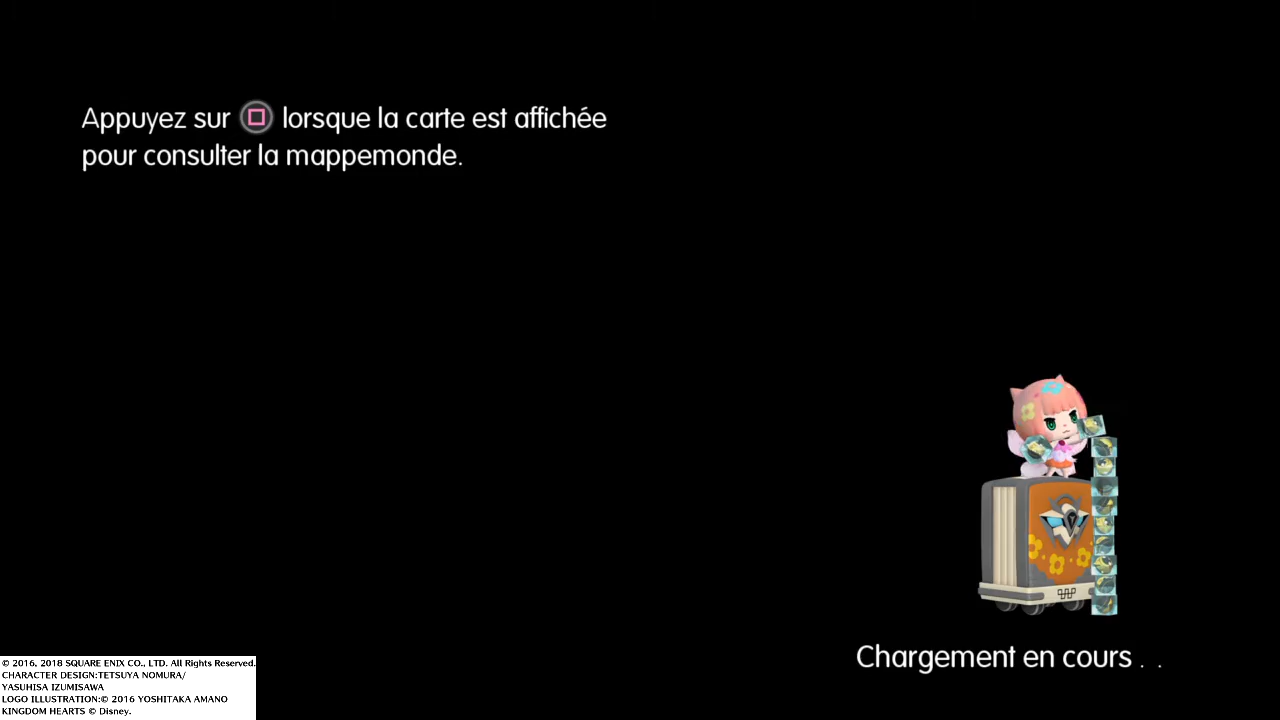 Appuyez sur lorsque la carte est affichée
pour consulter la mappemonde.
Chargement en cours . .
© 2016, 2018 SQUARE ENIX CO., LTD. All Rights Reserved.
CHARACTER DESIGN:TETSUYA NOMURA/
YASUHISA IZUMISAWA
LOGO ILLUSTRATION:© 2016 YOSHITAKA AMANO
KINGDOM HEARTS © Disney.